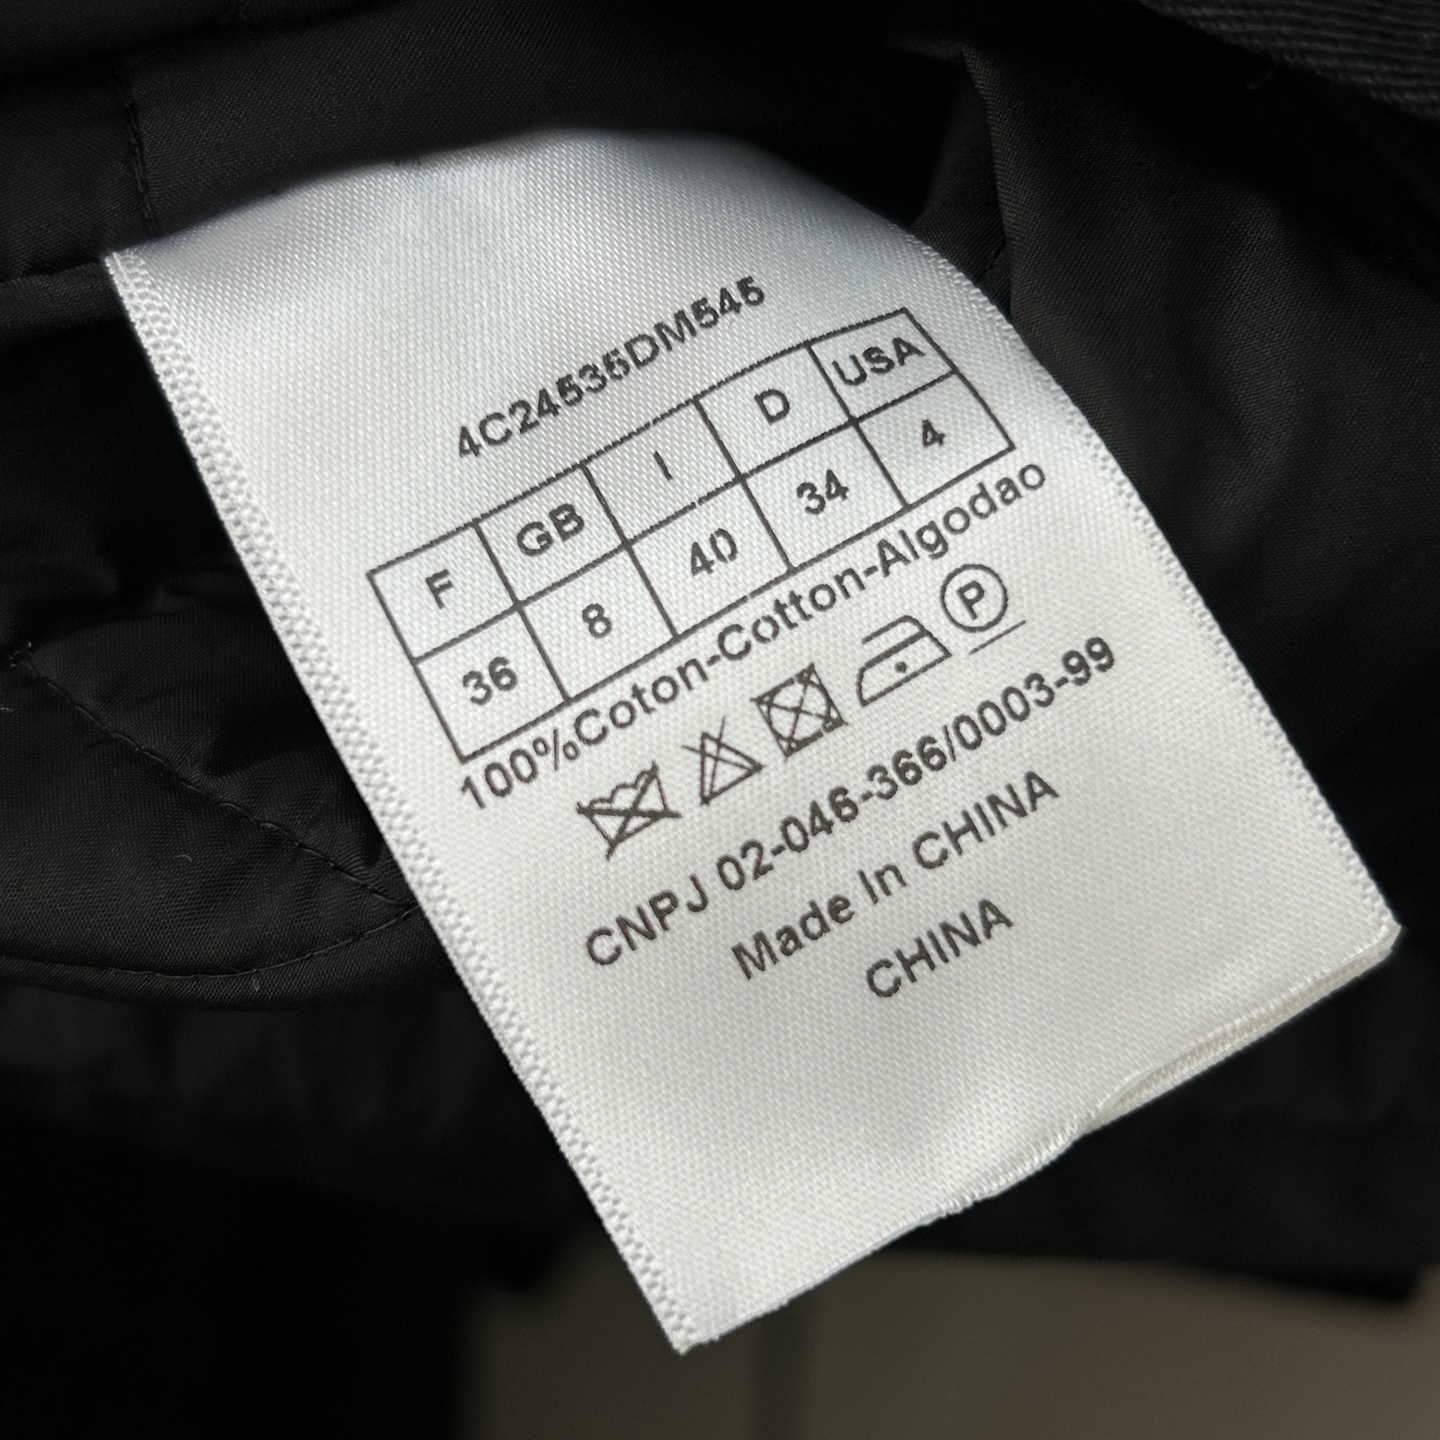 4C24535DM545
F GB I D USA
36 8 40 34 4
100%Coton-Cotton-Algodao
P
CNPJ 02-046-366/0003-99
Made In CHINA
CHINA